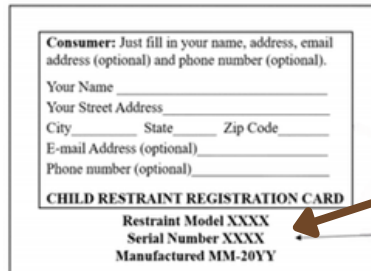 Consumer: Just fill in your name, address, email
address (optional) and phone number (optional).
Your Name
Your Street Address
City State Zip Code
E-mail Address (optional)
Phone number (optional)
CHILD RESTRAINT REGISTRATION CARD
Restraint Model XXXX
Serial Number XXXX
Manufactured MM-20YY